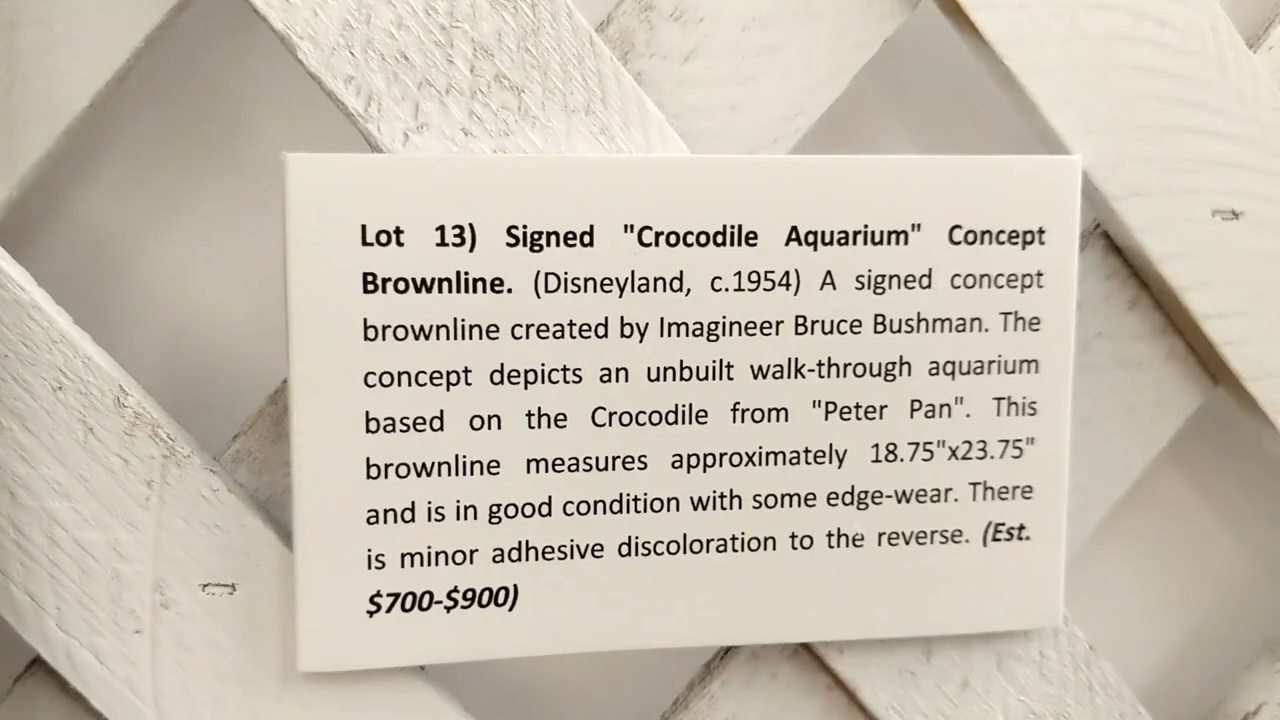 Lot 13) Signed "Crocodile Aquarium" Concept
Brownline. (Disneyland, c.1954) A signed concept
brownline created by Imagineer Bruce Bushman. The
concept depicts an unbuilt walk-through aquarium
based on the Crocodile from "Peter Pan". This
brownline measures approximately 18.75"x23.75"
and is in good condition with some edge-wear. There
is minor adhesive discoloration to the reverse. (Est.
$700-$900)